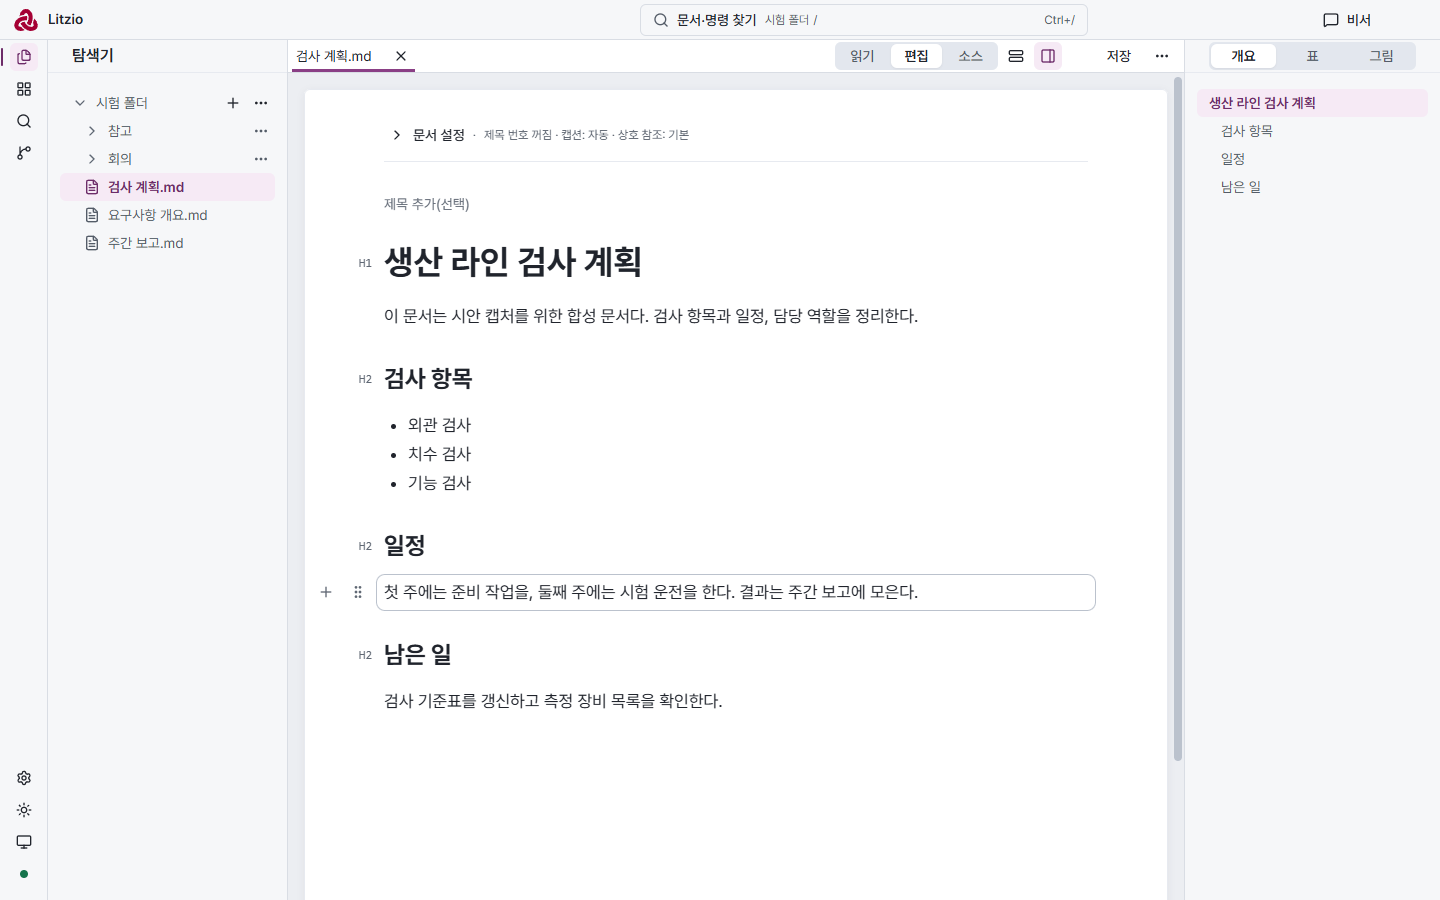 Litzio
문서·명령 찾기 시험 폴더 / Ctrl+/
비서
탐색기
시험 폴더
참고
회의
검사 계획.md
요구사항 개요.md
주간 보고.md
검사 계획.md
읽기 편집 소스
저장
문서 설정 · 제목 번호 꺼짐 · 캡션: 자동 · 상호 참조: 기본
제목 추가(선택)
H1 생산 라인 검사 계획
이 문서는 시안 캡처를 위한 합성 문서다. 검사 항목과 일정, 담당 역할을 정리한다.
H2 검사 항목
• 외관 검사
• 치수 검사
• 기능 검사
H2 일정
첫 주에는 준비 작업을, 둘째 주에는 시험 운전을 한다. 결과는 주간 보고에 모은다.
H2 남은 일
검사 기준표를 갱신하고 측정 장비 목록을 확인한다.
개요 표 그림
생산 라인 검사 계획
검사 항목
일정
남은 일